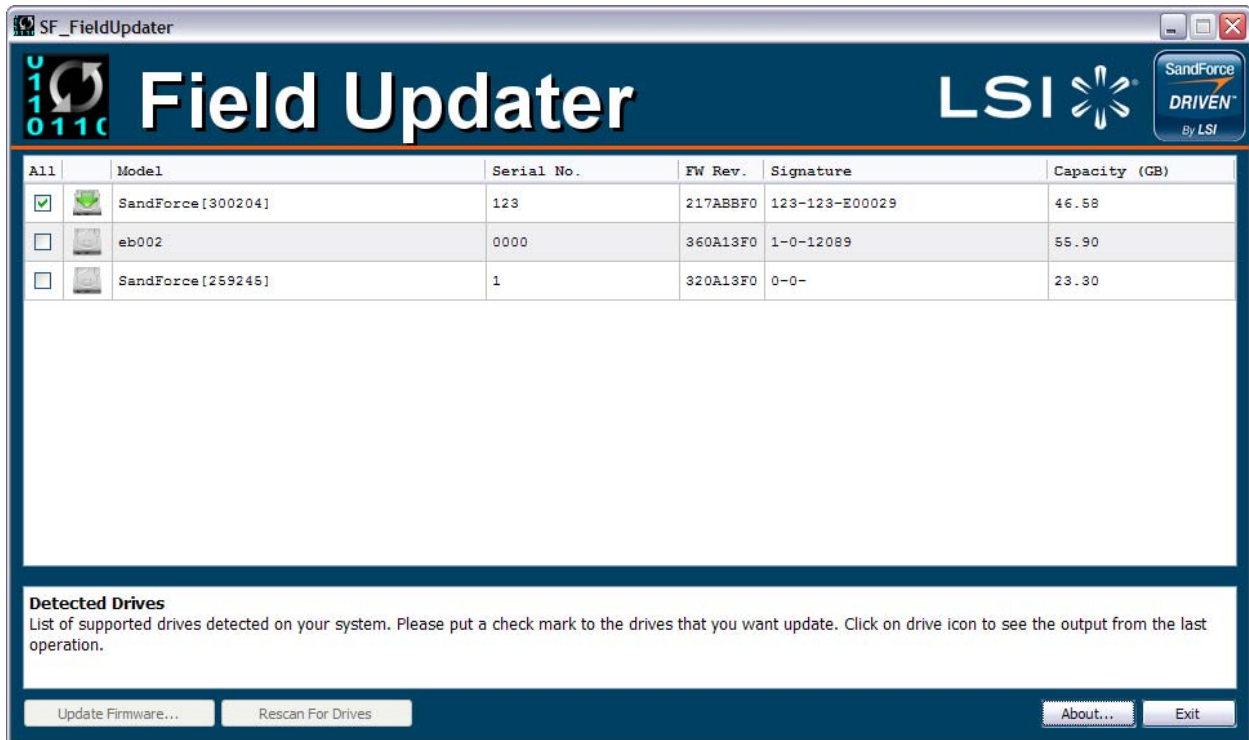 SF_FieldUpdater
Field Updater
LSI
SandForce
DRIVEN
By LSI
All Model Serial No. FW Rev. Signature Capacity (GB)
SandForce[300204] 123 217ABBF0 123-123-E00029 46.58
eb002 0000 360A13F0 1-0-12089 55.90
SandForce[259245] 1 320A13F0 0-0- 23.30
Detected Drives
List of supported drives detected on your system. Please put a check mark to the drives that you want update. Click on drive icon to see the output from the last
operation.
Update Firmware... Rescan For Drives About... Exit